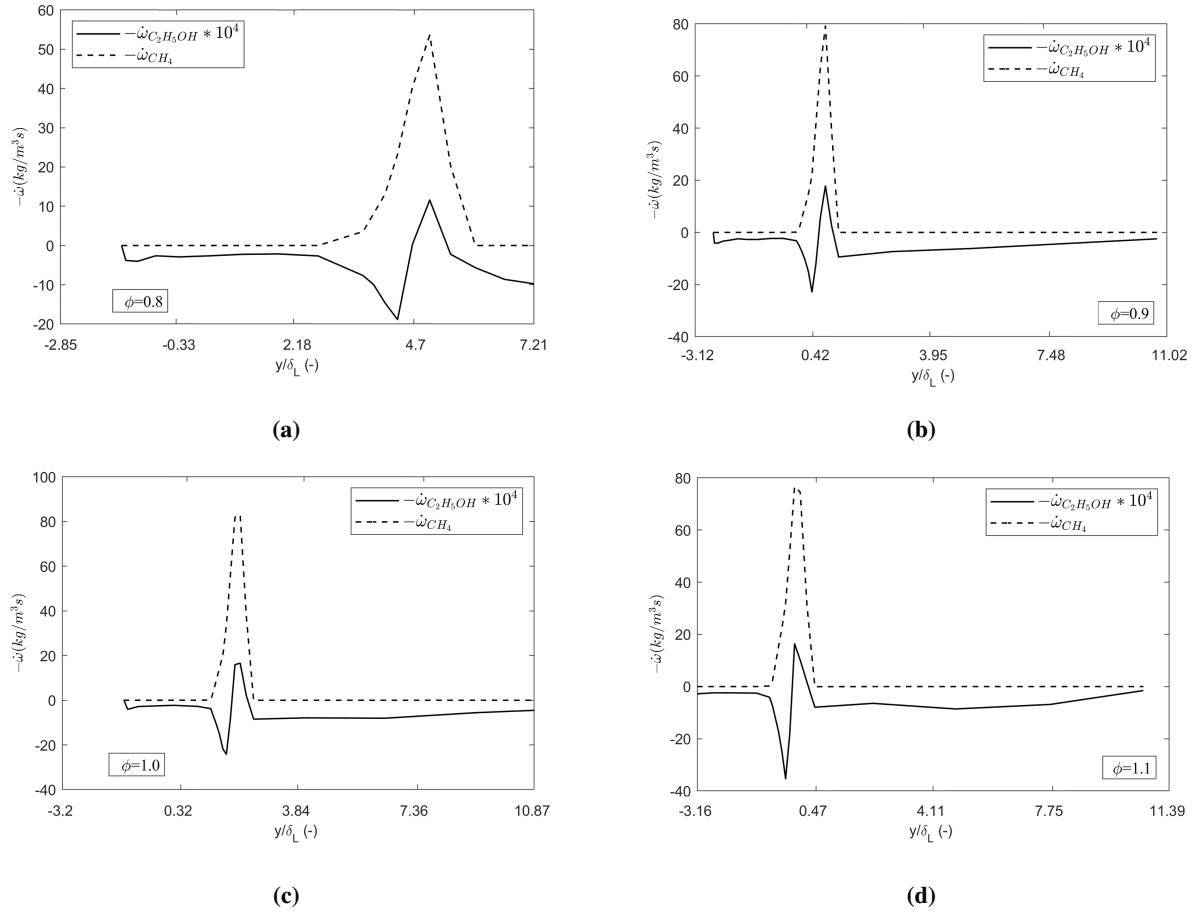 60
50
40
30
20
10
0
-10
-20
-2.85 -0.33 2.18 4.7 7.21
y/δ_L (-)
−ω̇(kg/m³s)
−ω̇_{C₂H₅OH} ∗ 10⁴
−ω̇_{CH₄}
ϕ=0.8
(a)
80
60
40
20
0
-20
-40
-3.12 0.42 3.95 7.48 11.02
y/δ_L (-)
−ω̇(kg/m³s)
−ω̇_{C₂H₅OH} ∗ 10⁴
−ω̇_{CH₄}
ϕ=0.9
(b)
100
80
60
40
20
0
-20
-40
-3.2 0.32 3.84 7.36 10.87
y/δ_L (-)
−ω̇(kg/m³s)
−ω̇_{C₂H₅OH} ∗ 10⁴
−ω̇_{CH₄}
ϕ=1.0
(c)
80
60
40
20
0
-20
-40
-3.16 0.47 4.11 7.75 11.39
y/δ_L (-)
−ω̇(kg/m³s)
−ω̇_{C₂H₅OH} ∗ 10⁴
−ω̇_{CH₄}
ϕ=1.1
(d)